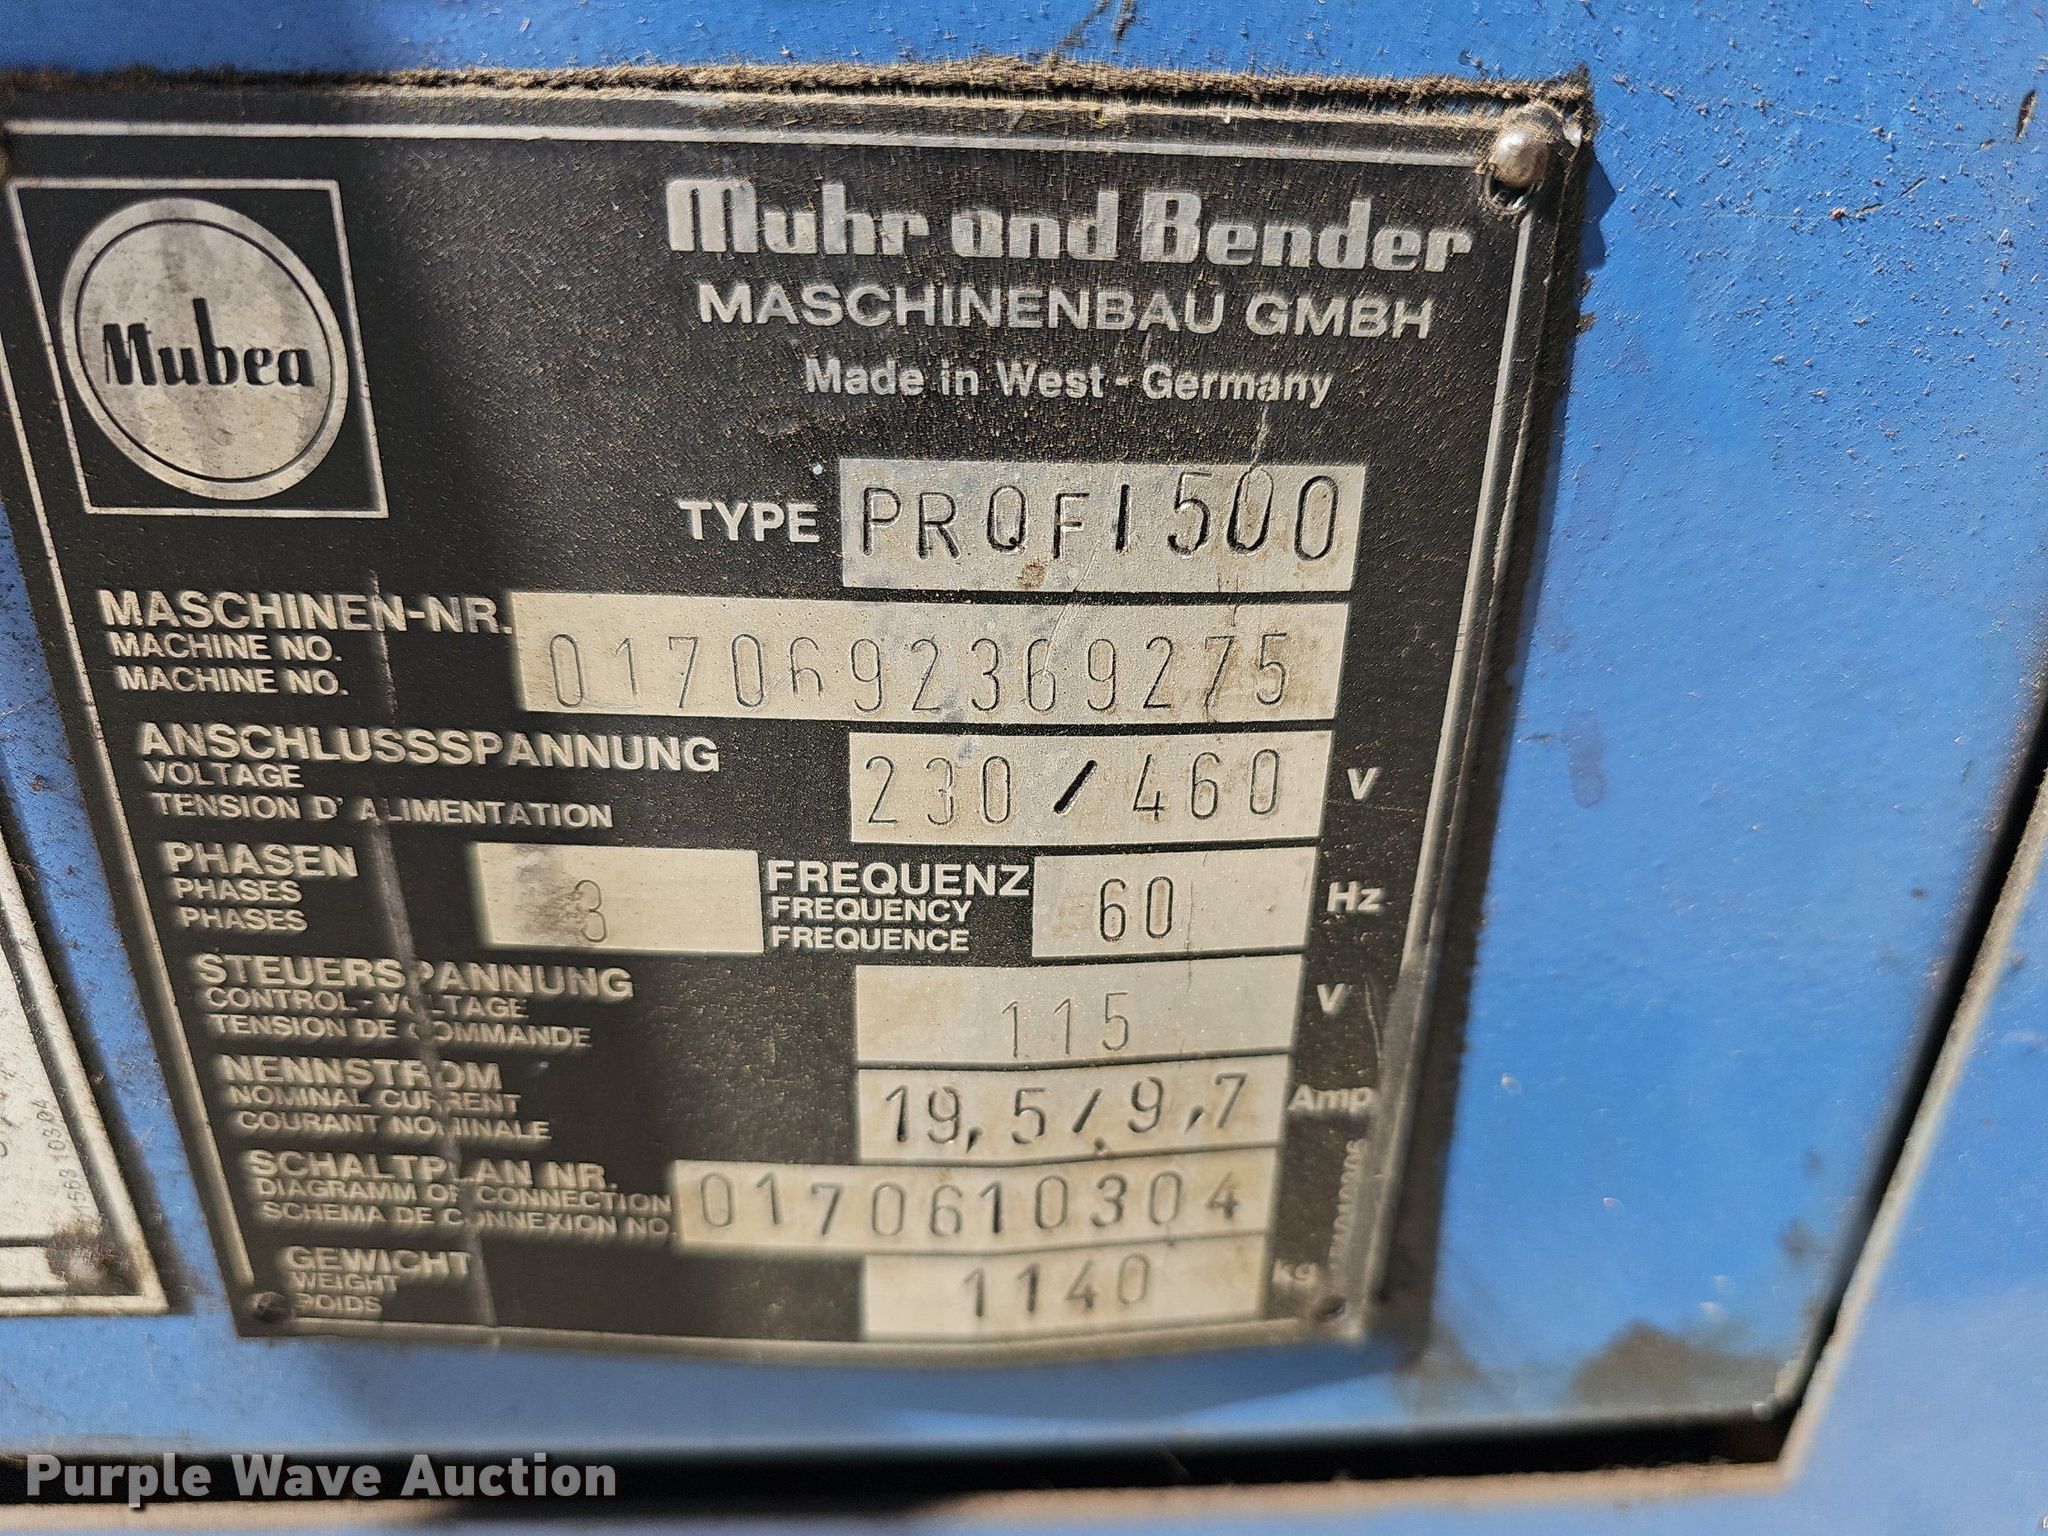 Mubea
Muhr and Bender
MASCHINENBAU GMBH
Made in West-Germany
TYPE PROFI 500
MASCHINEN-NR.
MACHINE NO.
MACHINE NO.
0170692369275
ANSCHLUSSSPANNUNG
VOLTAGE
TENSION D'ALIMENTATION
230/460 V
PHASEN
PHASES
PHASES
3
FREQUENZ
FREQUENCY
FREQUENCE
60 Hz
STEUERSPANNUNG
CONTROL-VOLTAGE
TENSION DE COMMANDE
115 V
NENNSTROM
NOMINAL CURRENT
COURANT NOMINALE
19,5/9,7 Amp
SCHALTPLAN NR.
DIAGRAMM OF CONNECTION
SCHEMA DE CONNEXION NO.
0170610304
GEWICHT
WEIGHT
POIDS
1140 kg
Purple Wave Auction